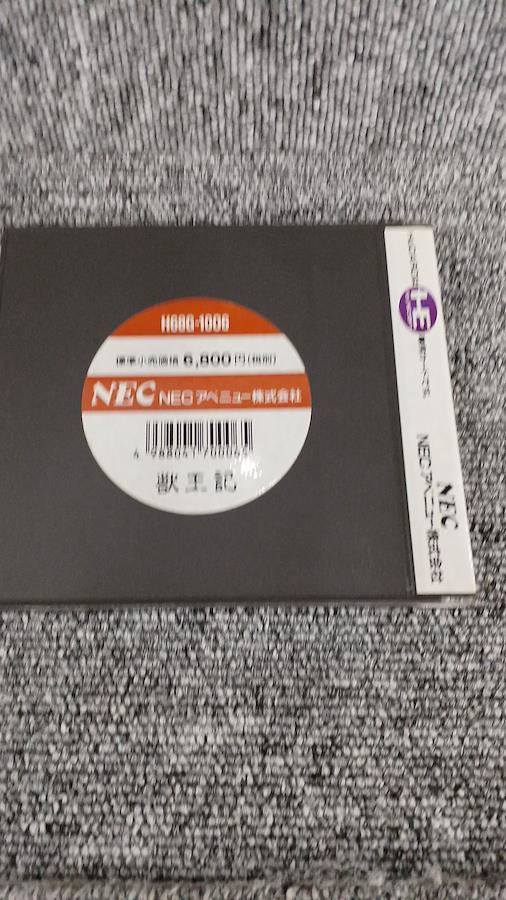 H68G-1006
標準小売価格 6,800円(税別)
NEC NECアベニュー株式会社
獣王記
HE
NEC
NECアベニュー株式会社